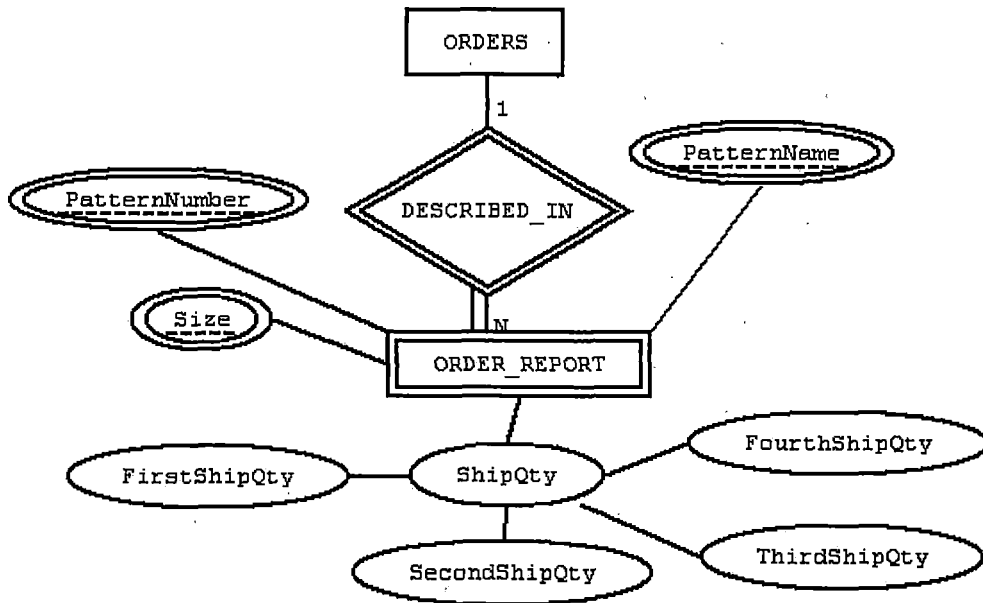 ORDERS
1
PatternName
PatternNumber
DESCRIBED_IN
Size
N
ORDER_REPORT
FourthShipQty
FirstShipQty
ShipQty
ThirdShipQty
SecondShipQty